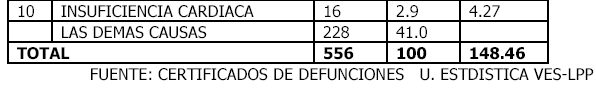 10 INSUFICIENCIA CARDIACA 16 2.9 4.27
LAS DEMAS CAUSAS 228 41.0
TOTAL 556 100 148.46
FUENTE: CERTIFICADOS DE DEFUNCIONES U. ESTDISTICA VES-LPP